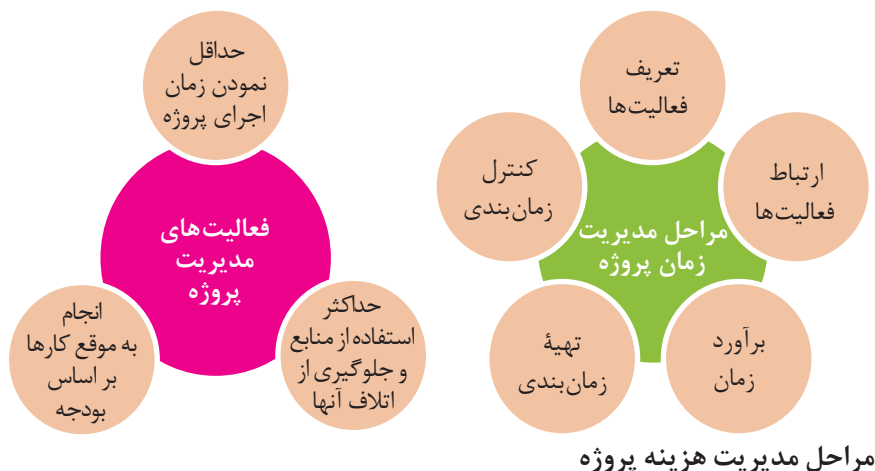 تعریف
فعالیت‌ها
ارتباط
فعالیت‌ها
برآورد
زمان
تهیهٔ
زمان‌بندی
کنترل
زمان‌بندی
مراحل مدیریت
زمان پروژه
حداقل
نمودن زمان
اجرای پروژه
حداکثر
استفاده از منابع
و جلوگیری از
اتلاف آنها
انجام
به موقع کارها
بر اساس
بودجه
فعالیت‌های
مدیریت
پروژه
مراحل مدیریت هزینه پروژه